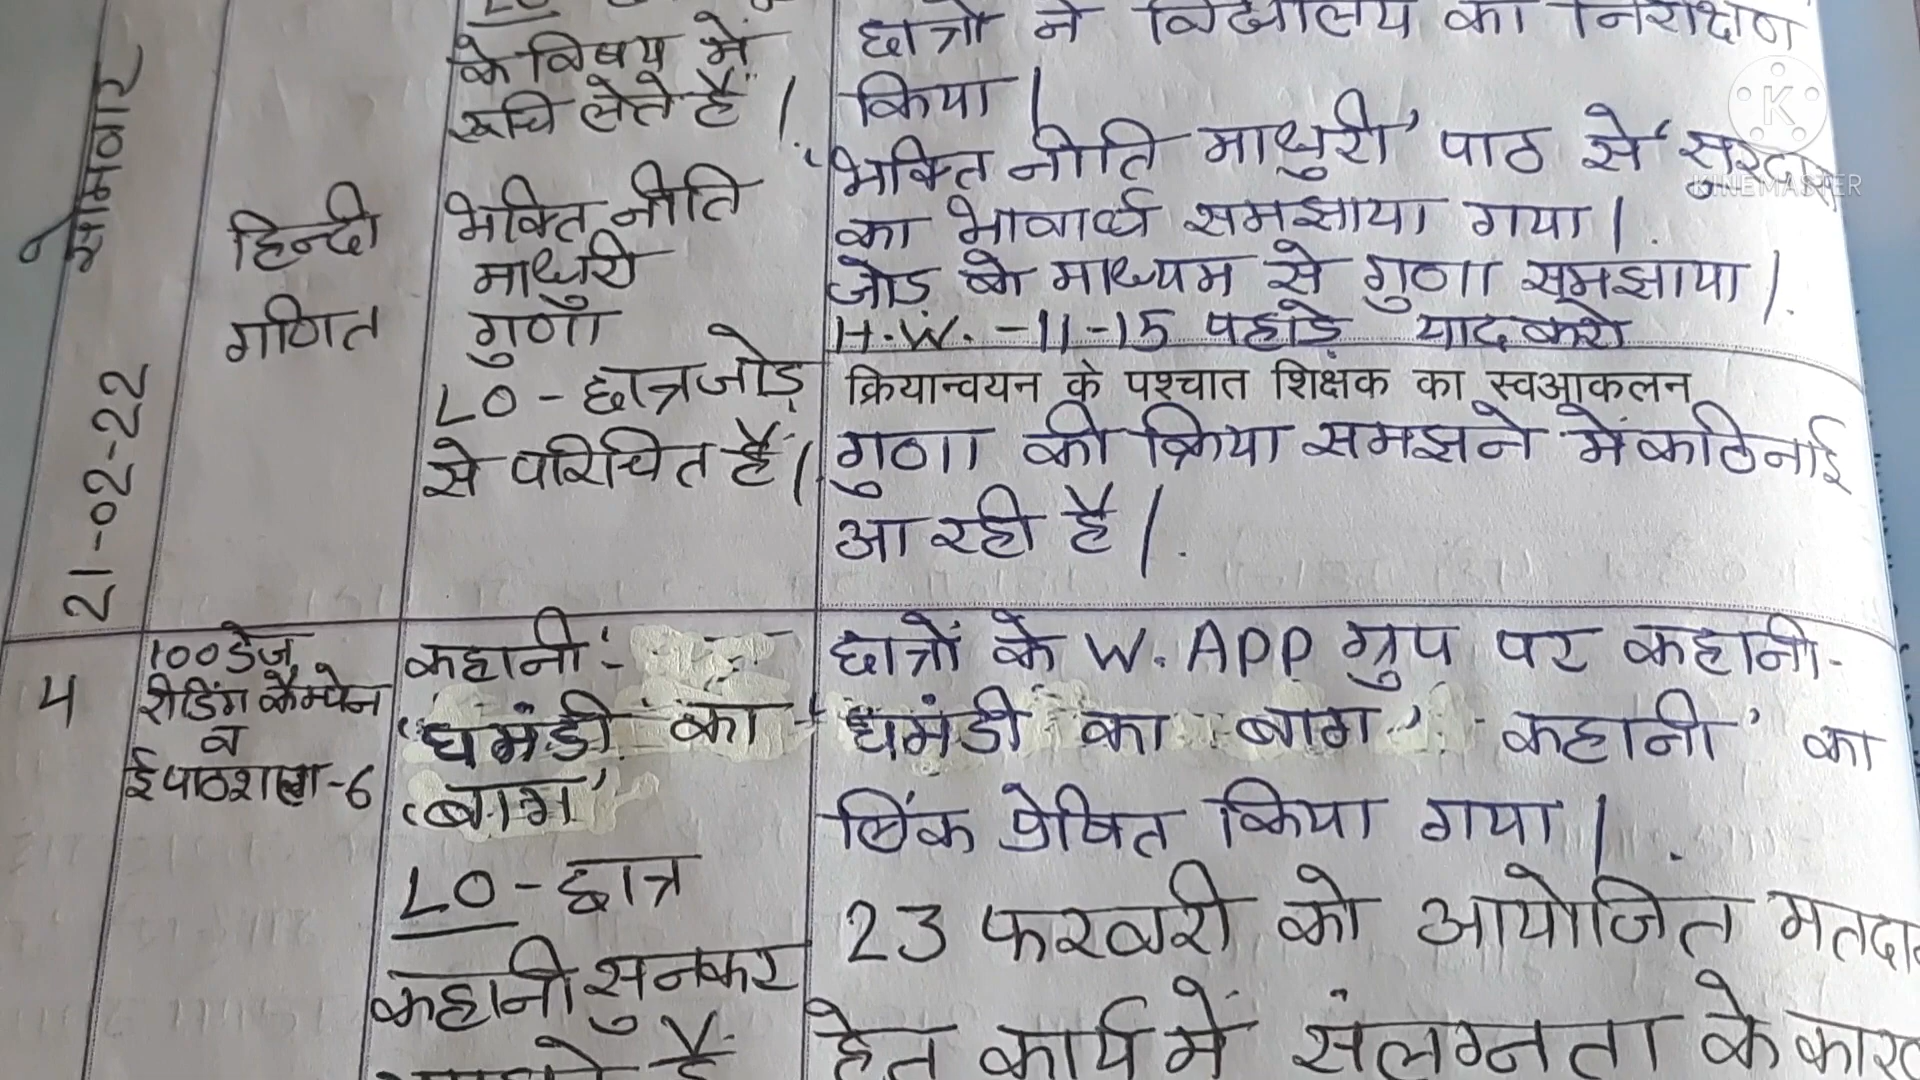 सोमवार
21-02-22
के विषय में
रूचि लेते हैं।
छात्रों ने विद्यालय का निरीक्षण
किया।
हिन्दी
भक्ति नीति
माधुरी
'भक्ति नीति माधुरी' पाठ से 'सूरदास
का भावार्थ समझाया गया।
गणित
गुणा
जोड़ के माध्यम से गुणा समझाया।
H.W. -11-15 पहाड़े याद करो
LO - छात्र जोड़
से परिचित हैं।
क्रियान्वयन के पश्चात शिक्षक का स्वआकलन
गुणा की क्रिया समझने में कठिनाई
आ रही है।
4
100 डेज
रीडिंग कैम्पेन
व
ई पाठशाला-6
कहानी:-
'घमंडी का
'बाग'
LO - छात्र
कहानी सुनकर
छात्रों के W. APP ग्रुप पर कहानी-
'घमंडी का बाग' कहानी' का
लिंक प्रेषित किया गया।
23 फरवरी को आयोजित
हेतु कार्य में संलग्नता के
K
KINEMASTER